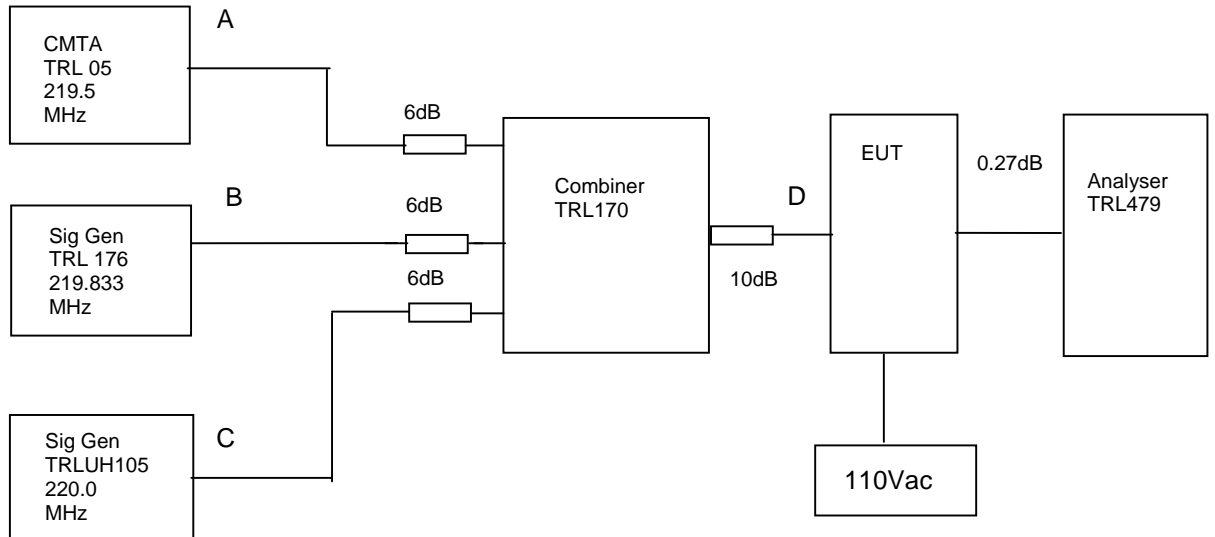 A
CMTA
TRL 05
219.5
MHz
6dB
B
Sig Gen
TRL 176
219.833
MHz
6dB
6dB
C
Sig Gen
TRLUH105
220.0
MHz
Combiner
TRL170
10dB
D
EUT
0.27dB
Analyser
TRL479
110Vac